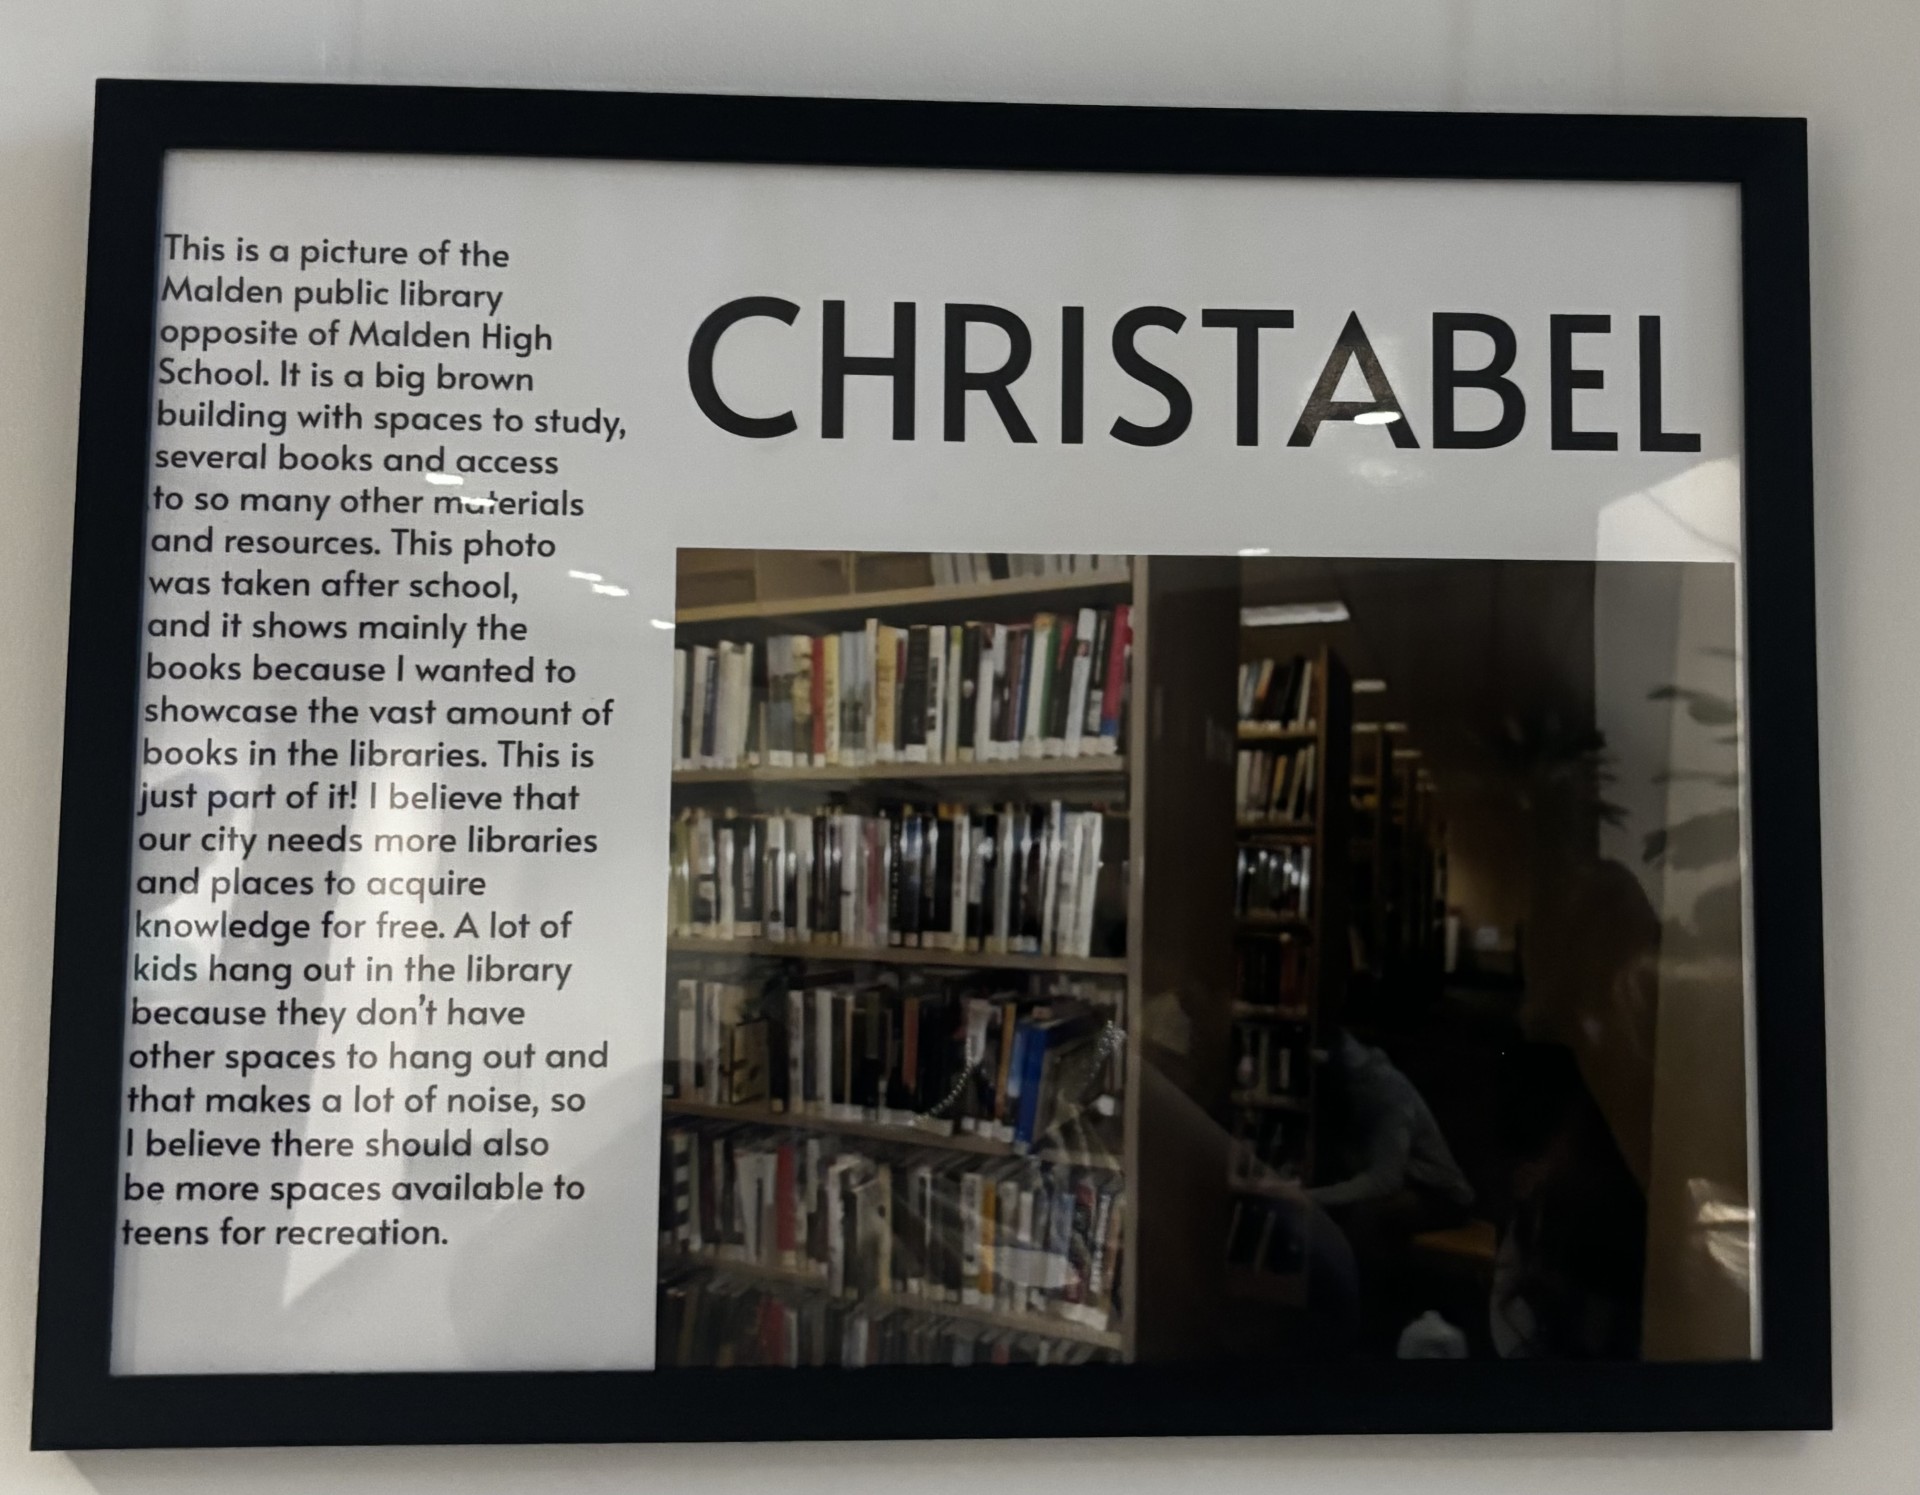 This is a picture of the
Malden public library
opposite of Malden High
School. It is a big brown
building with spaces to study,
several books and access
to so many other materials
and resources. This photo
was taken after school,
and it shows mainly the
books because I wanted to
showcase the vast amount of
books in the libraries. This is
just part of it! I believe that
our city needs more libraries
and places to acquire
knowledge for free. A lot of
kids hang out in the library
because they don't have
other spaces to hang out and
that makes a lot of noise, so
I believe there should also
be more spaces available to
teens for recreation.
CHRISTABEL